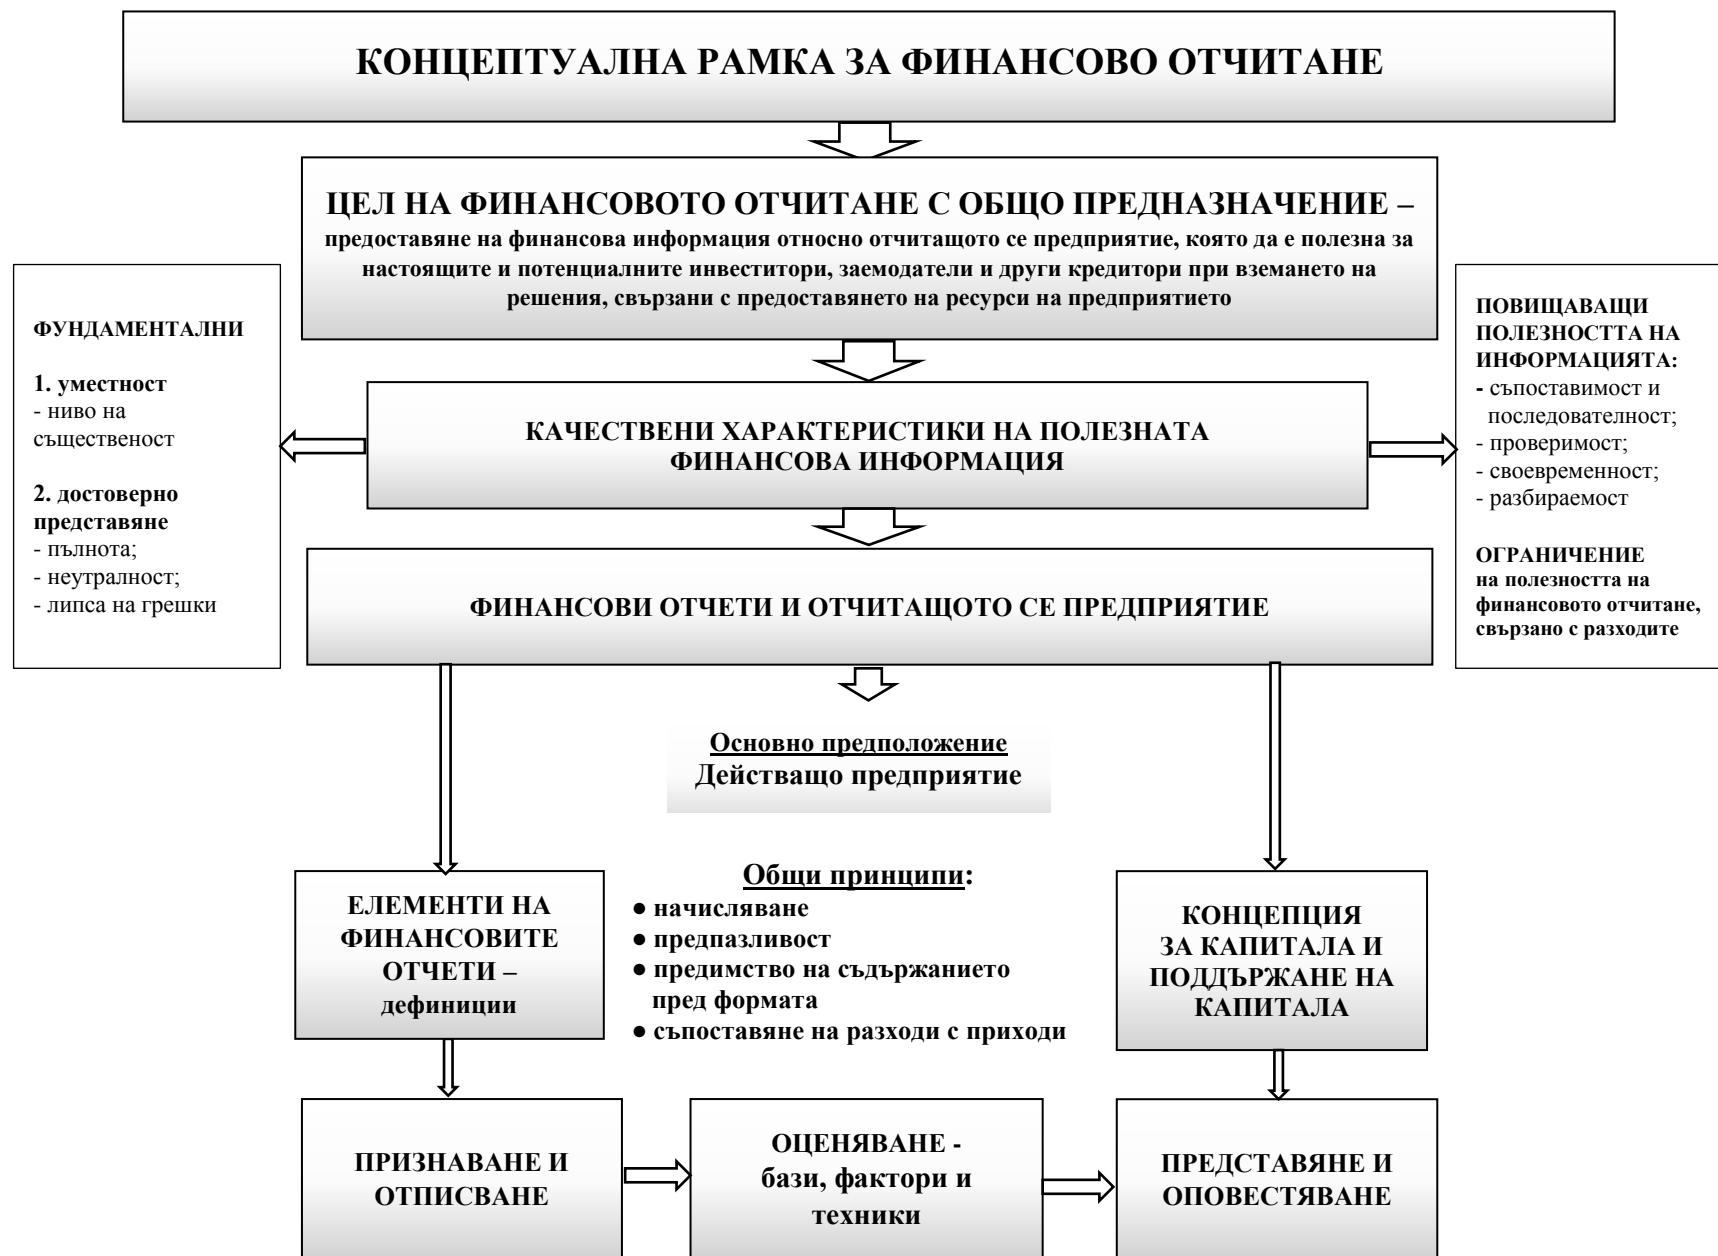 КОНЦЕПТУАЛНА РАМКА ЗА ФИНАНСОВО ОТЧИТАНЕ
ЦЕЛ НА ФИНАНСОВОТО ОТЧИТАНЕ С ОБЩО ПРЕДНАЗНАЧЕНИЕ –
предоставяне на финансова информация относно отчитащото се предприятие, която да е полезна за
настоящите и потенциалните инвеститори, заемодатели и други кредитори при вземането на
решения, свързани с предоставянето на ресурси на предприятието
ФУНДАМЕНТАЛНИ
1. уместност
- ниво на
същественост
2. достоверно
представяне
- пълнота;
- неутралност;
- липса на грешки
КАЧЕСТВЕНИ ХАРАКТЕРИСТИКИ НА ПОЛЕЗНАТА
ФИНАНСОВА ИНФОРМАЦИЯ
ПОВИЩАВАЩИ
ПОЛЕЗНОСТТА НА
ИНФОРМАЦИЯТА:
- съпоставимост и
последователност;
- проверимост;
- своевременност;
- разбираемост
ОГРАНИЧЕНИЕ
на полезността на
финансовото отчитане,
свързано с разходите
ФИНАНСОВИ ОТЧЕТИ И ОТЧИТАЩОТО СЕ ПРЕДПРИЯТИЕ
Основно предположение
Действащо предприятие
ЕЛЕМЕНТИ НА
ФИНАНСОВИТЕ
ОТЧЕТИ –
дефиниции
Общи принципи:
● начисляване
● предпазливост
● предимство на съдържанието
пред формата
● съпоставяне на разходи с приходи
КОНЦЕПЦИЯ
ЗА КАПИТАЛА И
ПОДДЪРЖАНЕ НА
КАПИТАЛА
ПРИЗНАВАНЕ И
ОТПИСВАНЕ
ОЦЕНЯВАНЕ -
бази, фактори и
техники
ПРЕДСТАВЯНЕ И
ОПОВЕСТЯВАНЕ